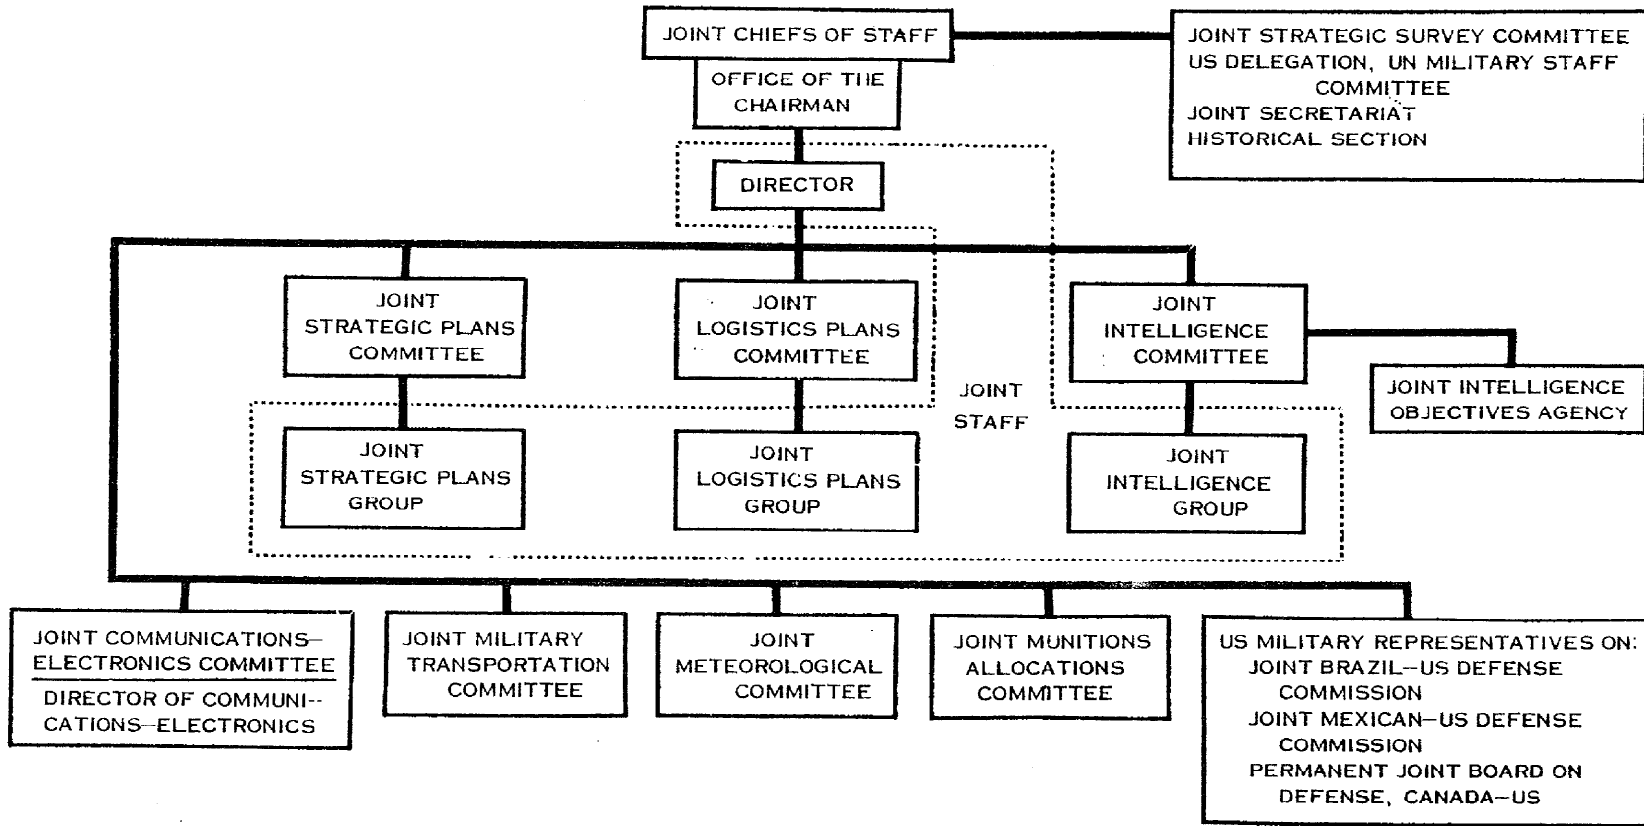 JOINT CHIEFS OF STAFF
OFFICE OF THE
CHAIRMAN
JOINT STRATEGIC SURVEY COMMITTEE
US DELEGATION, UN MILITARY STAFF
COMMITTEE
JOINT SECRETARIAT
HISTORICAL SECTION
DIRECTOR
JOINT
STRATEGIC PLANS
COMMITTEE
JOINT
LOGISTICS PLANS
COMMITTEE
JOINT
INTELLIGENCE
COMMITTEE
JOINT INTELLIGENCE
OBJECTIVES AGENCY
JOINT
STAFF
JOINT
STRATEGIC PLANS
GROUP
JOINT
LOGISTICS PLANS
GROUP
JOINT
INTELLIGENCE
GROUP
JOINT COMMUNICATIONS—
ELECTRONICS COMMITTEE
DIRECTOR OF COMMUNI--
CATIONS—ELECTRONICS
JOINT MILITARY
TRANSPORTATION
COMMITTEE
JOINT
METEOROLOGICAL
COMMITTEE
JOINT MUNITIONS
ALLOCATIONS
COMMITTEE
US MILITARY REPRESENTATIVES ON:
JOINT BRAZIL—US DEFENSE
COMMISSION
JOINT MEXICAN—US DEFENSE
COMMISSION
PERMANENT JOINT BOARD ON
DEFENSE, CANADA—US